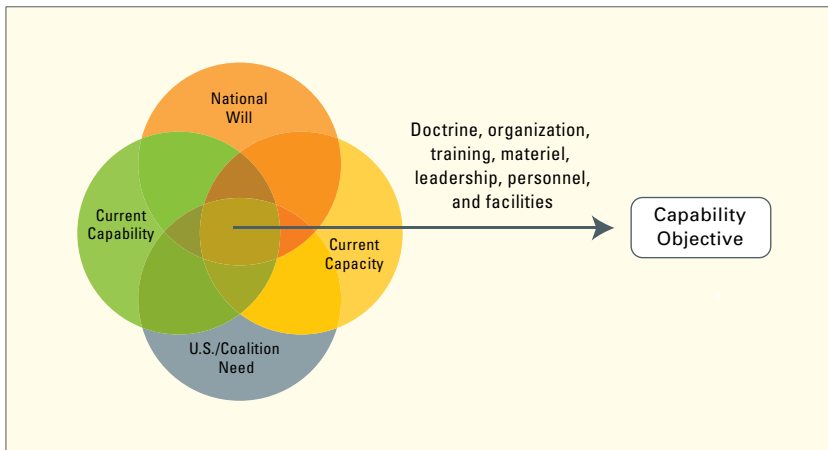 National
Will
Doctrine, organization,
training, materiel,
leadership, personnel,
and facilities
Current
Capability
Current
Capacity
Capability
Objective
U.S./Coalition
Need